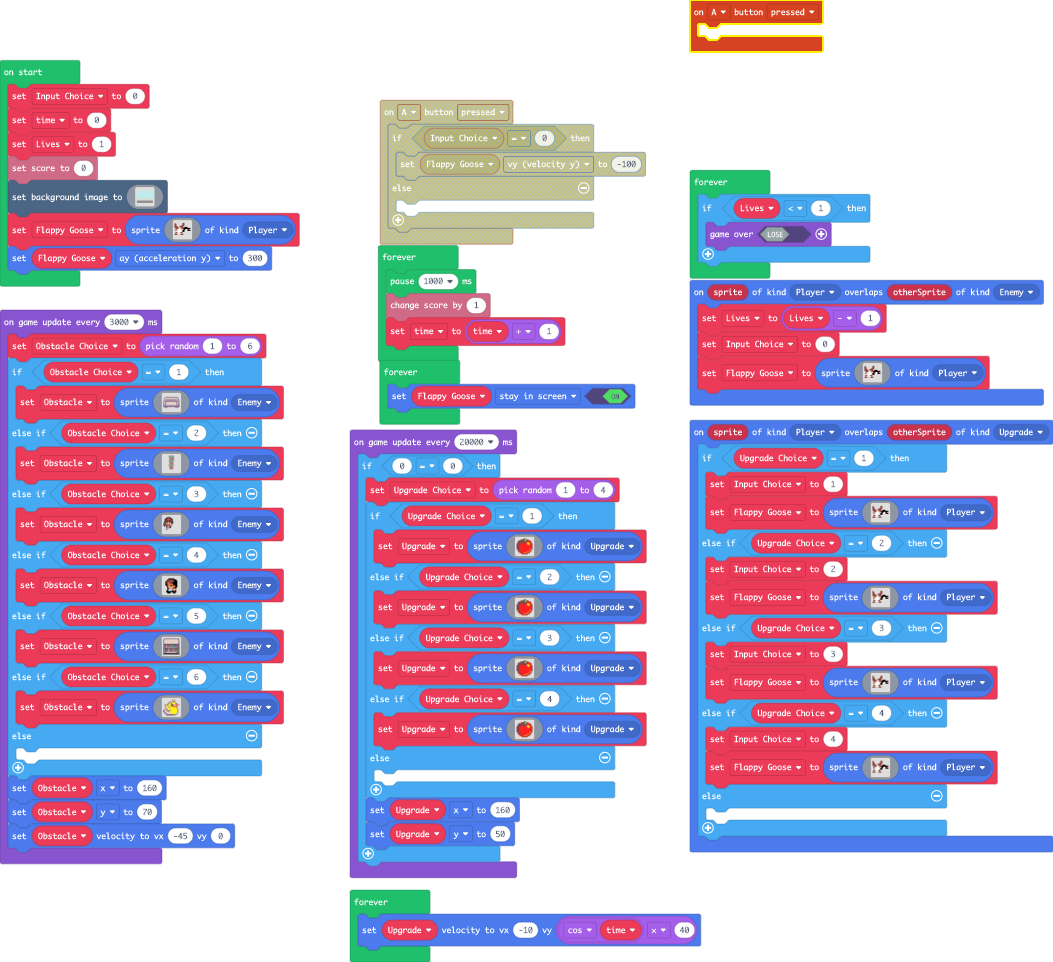 on start
set Input Choice to 0
set time to 0
set Lives to 1
set score to 0
set background image to
set Flappy Goose to sprite of kind Player
set Flappy Goose ay (acceleration y) to 300
on game update every 3000 ms
set Obstacle Choice to pick random 1 to 6
if Obstacle Choice = 1 then
set Obstacle to sprite of kind Enemy
else if Obstacle Choice = 2 then
set Obstacle to sprite of kind Enemy
else if Obstacle Choice = 3 then
set Obstacle to sprite of kind Enemy
else if Obstacle Choice = 4 then
set Obstacle to sprite of kind Enemy
else if Obstacle Choice = 5 then
set Obstacle to sprite of kind Enemy
else if Obstacle Choice = 6 then
set Obstacle to sprite of kind Enemy
else
set Obstacle x to 160
set Obstacle y to 70
set Obstacle velocity to vx -45 vy 0
on A button pressed
if Input Choice = 0 then
set Flappy Goose vy (velocity y) to -100
else
forever
pause 1000 ms
change score by 1
set time to time + 1
forever
set Flappy Goose stay in screen ON
on game update every 20000 ms
if 0 = 0 then
set Upgrade Choice to pick random 1 to 4
if Upgrade Choice = 1 then
set Upgrade to sprite of kind Upgrade
else if Upgrade Choice = 2 then
set Upgrade to sprite of kind Upgrade
else if Upgrade Choice = 3 then
set Upgrade to sprite of kind Upgrade
else if Upgrade Choice = 4 then
set Upgrade to sprite of kind Upgrade
else
set Upgrade x to 160
set Upgrade y to 50
forever
set Upgrade velocity to vx -10 vy cos time x 40
on A button pressed
forever
if Lives < 1 then
game over LOSE
on sprite of kind Player overlaps otherSprite of kind Enemy
set Lives to Lives - 1
set Input Choice to 0
set Flappy Goose to sprite of kind Player
on sprite of kind Player overlaps otherSprite of kind Upgrade
if Upgrade Choice = 1 then
set Input Choice to 1
set Flappy Goose to sprite of kind Player
else if Upgrade Choice = 2 then
set Input Choice to 2
set Flappy Goose to sprite of kind Player
else if Upgrade Choice = 3 then
set Input Choice to 3
set Flappy Goose to sprite of kind Player
else if Upgrade Choice = 4 then
set Input Choice to 4
set Flappy Goose to sprite of kind Player
else